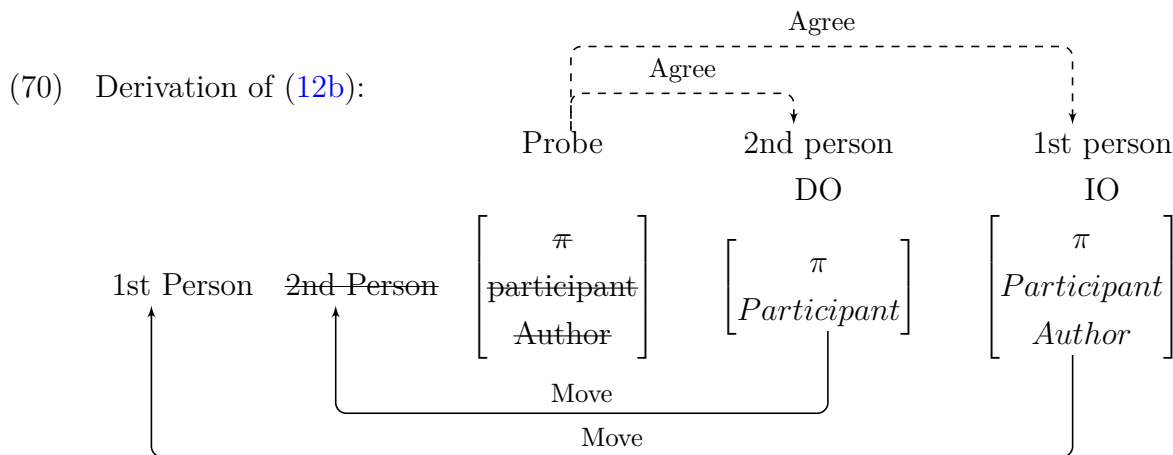 Agree
(70) Derivation of (12b):
Agree
Probe 2nd person 1st person
DO IO
π π
1st Person 2nd Person participant π Participant
Author Participant Author
Move
Move